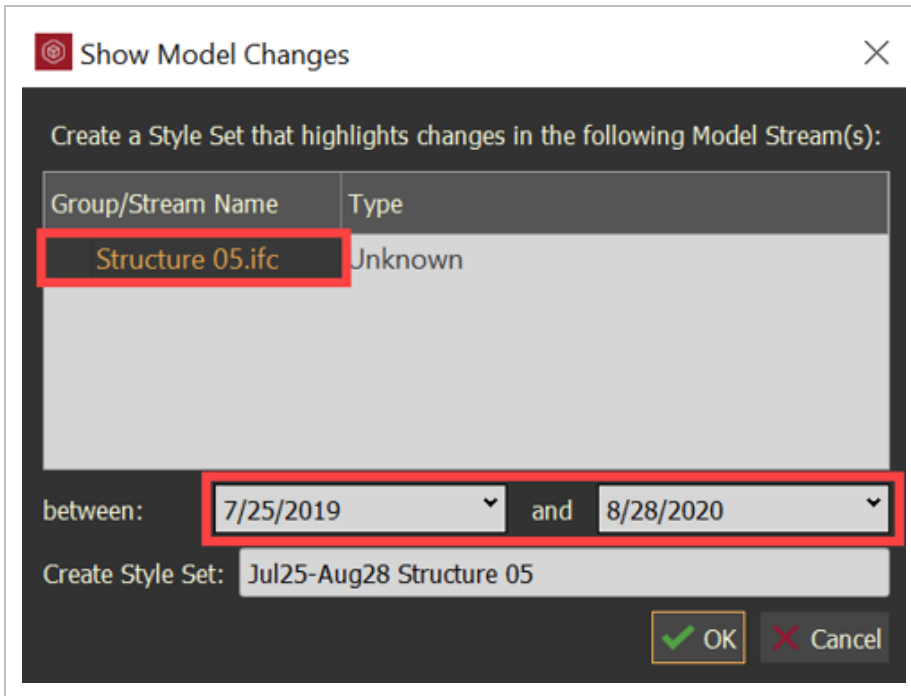 Show Model Changes
Create a Style Set that highlights changes in the following Model Stream(s):
Group/Stream Name Type
Structure 05.ifc Unknown
between: 7/25/2019 and 8/28/2020
Create Style Set: Jul25-Aug28 Structure 05
OK Cancel